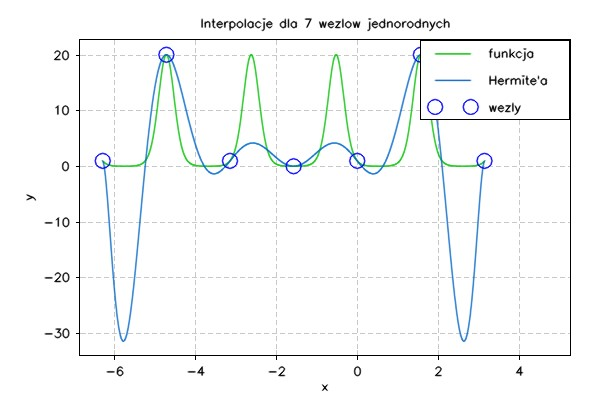 Interpolacje dla 7 wezlow jednorodnych
funkcja
Hermite'a
wezly
20
10
0
−10
−20
−30
y
−6
−4
−2
0
2
4
x